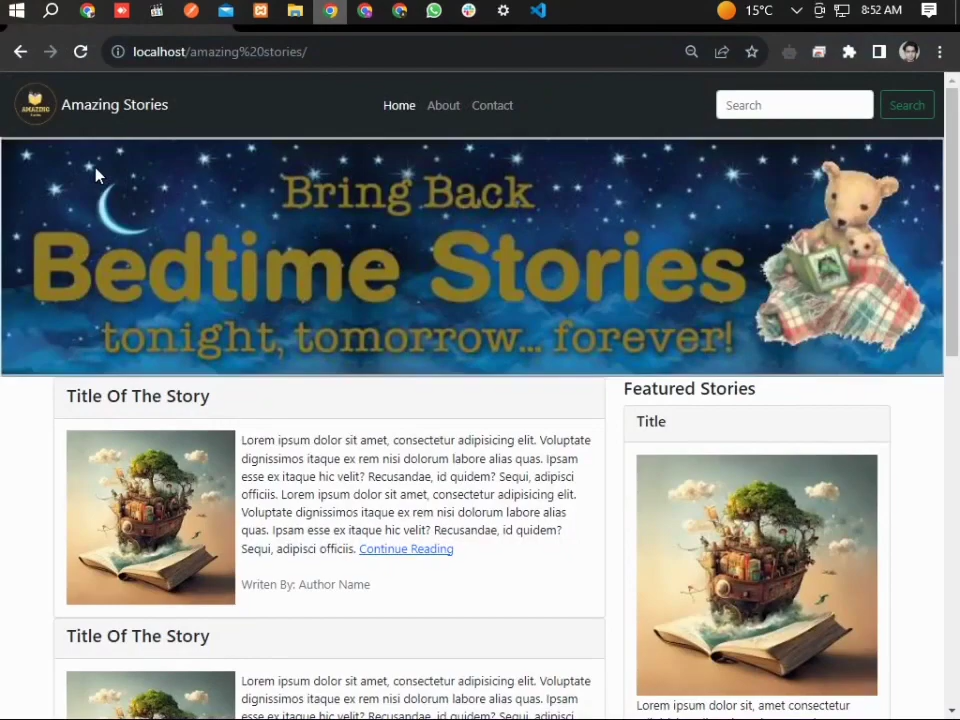 15°C
8:52 AM
localhost/amazing%20stories/
AMAZING
Amazing Stories
Home About Contact
Search
Search
Bring Back
Bedtime Stories
tonight, tomorrow... forever!
Title Of The Story
Lorem ipsum dolor sit amet, consectetur adipisicing elit. Voluptate
dignissimos itaque ex rem nisi dolorum labore alias quas. Ipsam
esse ex itaque hic velit? Recusandae, id quidem? Sequi, adipisci
officiis. Lorem ipsum dolor sit amet, consectetur adipisicing elit.
Voluptate dignissimos itaque ex rem nisi dolorum labore alias
quas. Ipsam esse ex itaque hic velit? Recusandae, id quidem?
Sequi, adipisci officiis. Continue Reading
Writen By: Author Name
Title Of The Story
Lorem ipsum dolor sit amet, consectetur adipisicing elit. Voluptate
dignissimos itaque ex rem nisi dolorum labore alias quas. Ipsam
Featured Stories
Title
Lorem ipsum dolor sit amet, consectetur